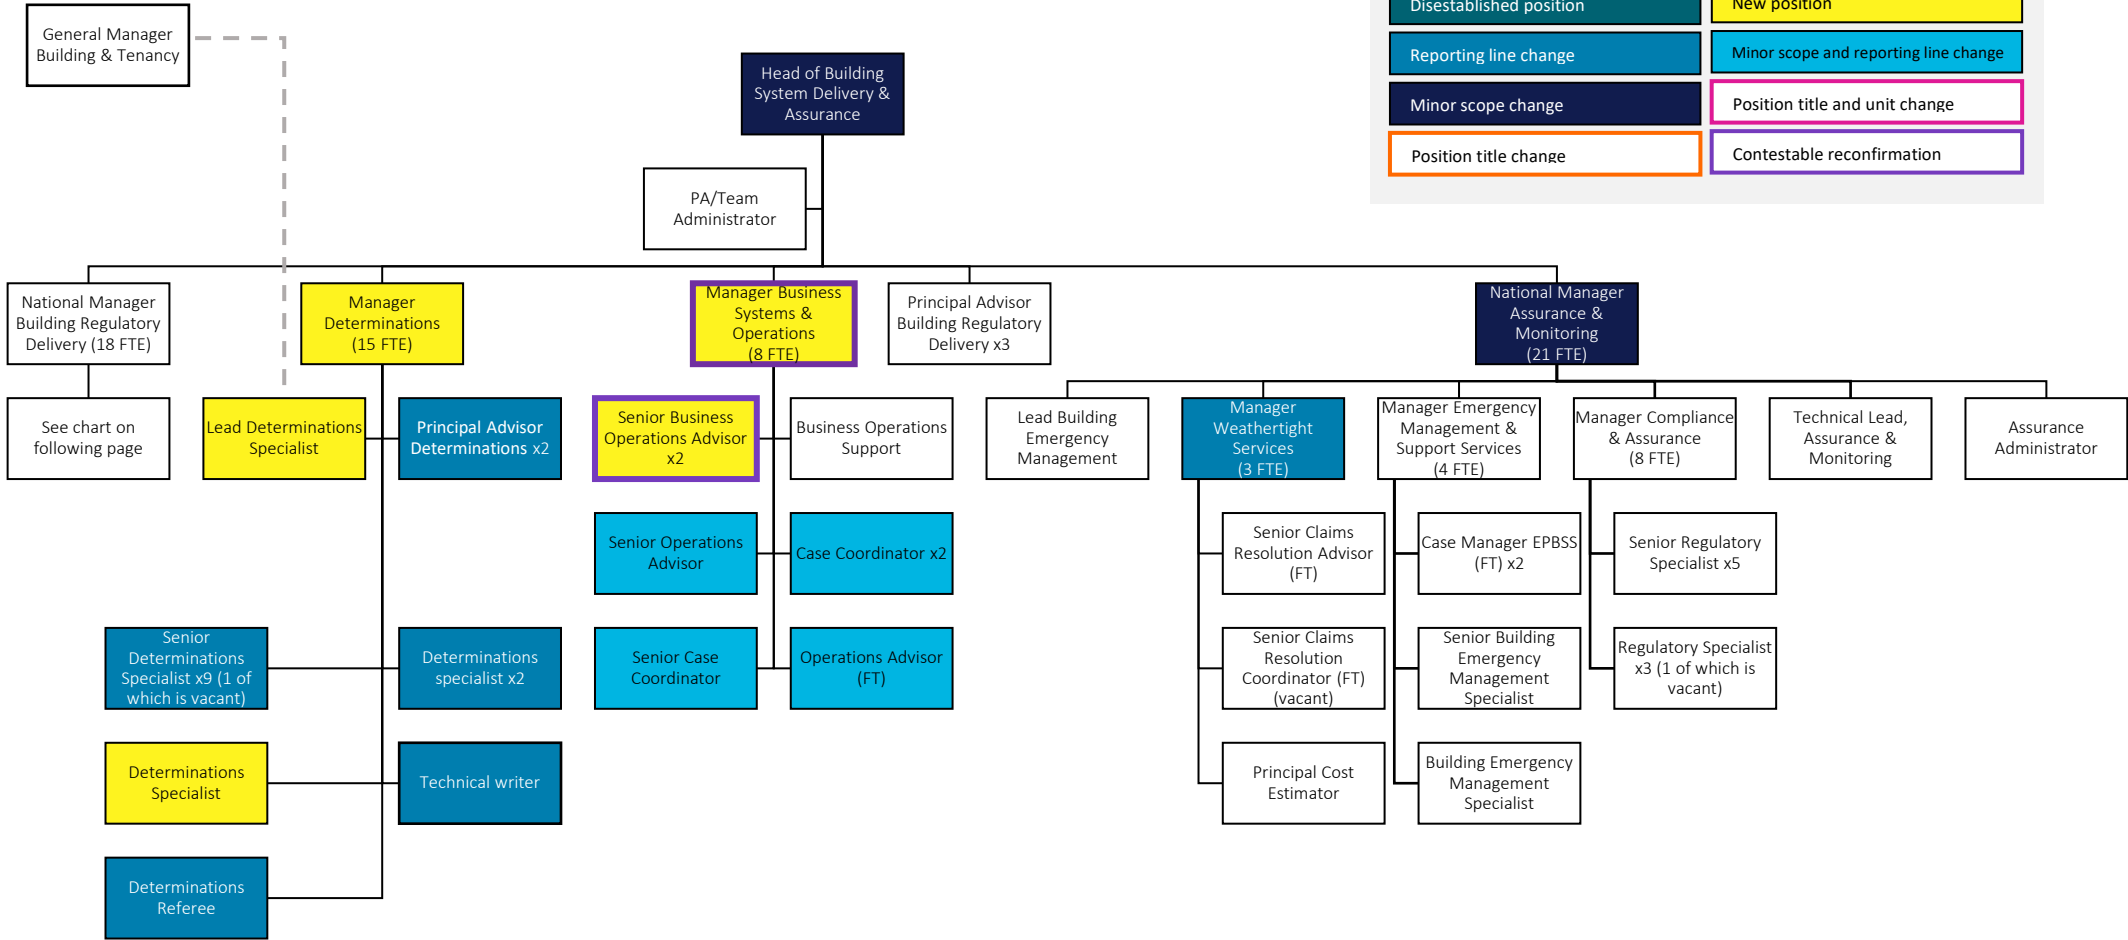 Disestablished position
New position
Reporting line change
Minor scope and reporting line change
Minor scope change
Position title and unit change
Position title change
Contestable reconfirmation
General Manager
Building & Tenancy
Head of Building
System Delivery &
Assurance
PA/Team
Administrator
National Manager
Building Regulatory
Delivery (18 FTE)
Manager
Determinations
(15 FTE)
Manager Business
Systems &
Operations
(8 FTE)
Principal Advisor
Building Regulatory
Delivery x3
National Manager
Assurance &
Monitoring
(21 FTE)
See chart on
following page
Lead Determinations
Specialist
Principal Advisor
Determinations x2
Senior Business
Operations Advisor
x2
Business Operations
Support
Lead Building
Emergency
Management
Manager
Weathertight
Services
(3 FTE)
Manager Emergency
Management &
Support Services
(4 FTE)
Manager Compliance
& Assurance
(8 FTE)
Technical Lead,
Assurance &
Monitoring
Assurance
Administrator
Senior Operations
Advisor
Case Coordinator x2
Senior Claims
Resolution Advisor
(FT)
Case Manager EPBSS
(FT) x2
Senior Regulatory
Specialist x5
Senior
Determinations
Specialist x9 (1 of
which is vacant)
Determinations
specialist x2
Senior Case
Coordinator
Operations Advisor
(FT)
Senior Claims
Resolution
Coordinator (FT)
(vacant)
Senior Building
Emergency
Management
Specialist
Regulatory Specialist
x3 (1 of which is
vacant)
Determinations
Specialist
Technical writer
Principal Cost
Estimator
Building Emergency
Management
Specialist
Determinations
Referee